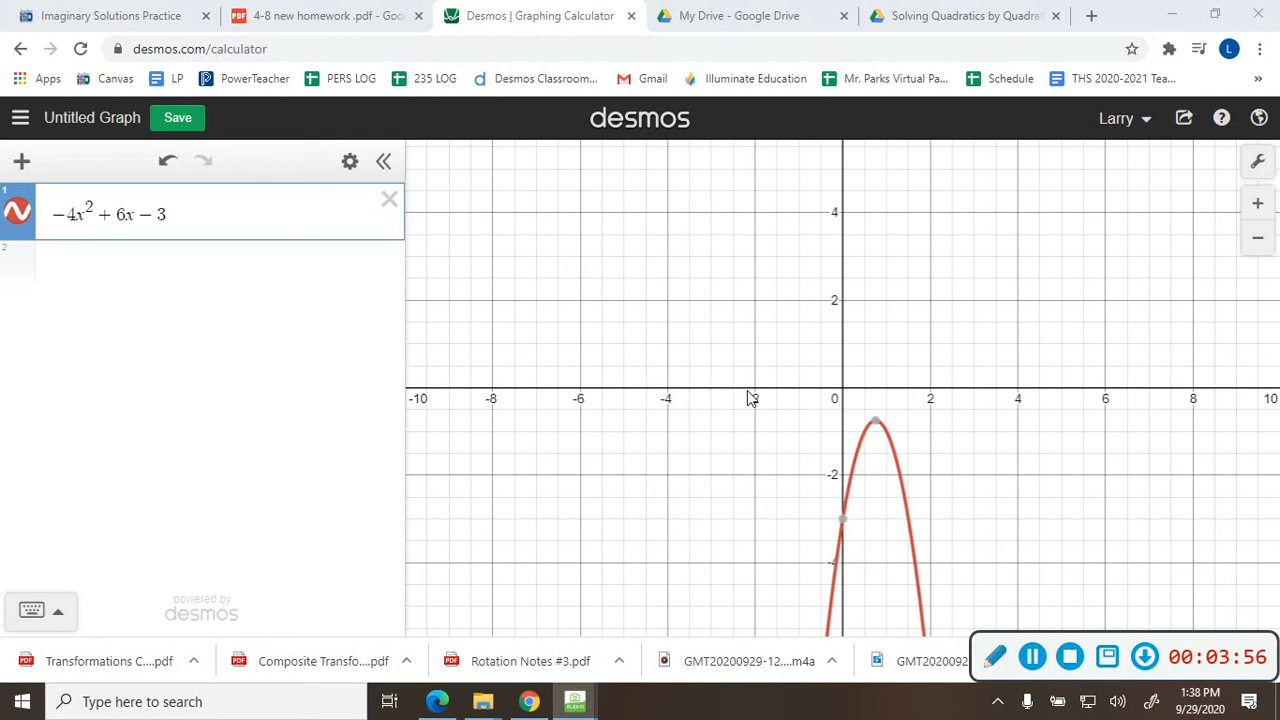 Imaginary Solutions Practice
4-8 new homework .pdf - Goo
Desmos | Graphing Calculator
My Drive - Google Drive
Solving Quadratics by Quadrat
desmos.com/calculator
L
Apps
Canvas
LP
PowerTeacher
PERS LOG
235 LOG
Desmos Classroom...
Gmail
Illuminate Education
Mr. Parks Virtual Pa...
Schedule
THS 2020-2021 Tea...
»
Untitled Graph
Save
desmos
Larry
1
−4x² + 6x − 3
2
4
2
-10
-8
-6
-4
0
2
4
6
8
10
-2
powered by
desmos
Transformations C....pdf
Composite Transfo....pdf
Rotation Notes #3.pdf
GMT20200929-12....m4a
GMT2020092
00:03:56
Type here to search
1:38 PM
9/29/2020